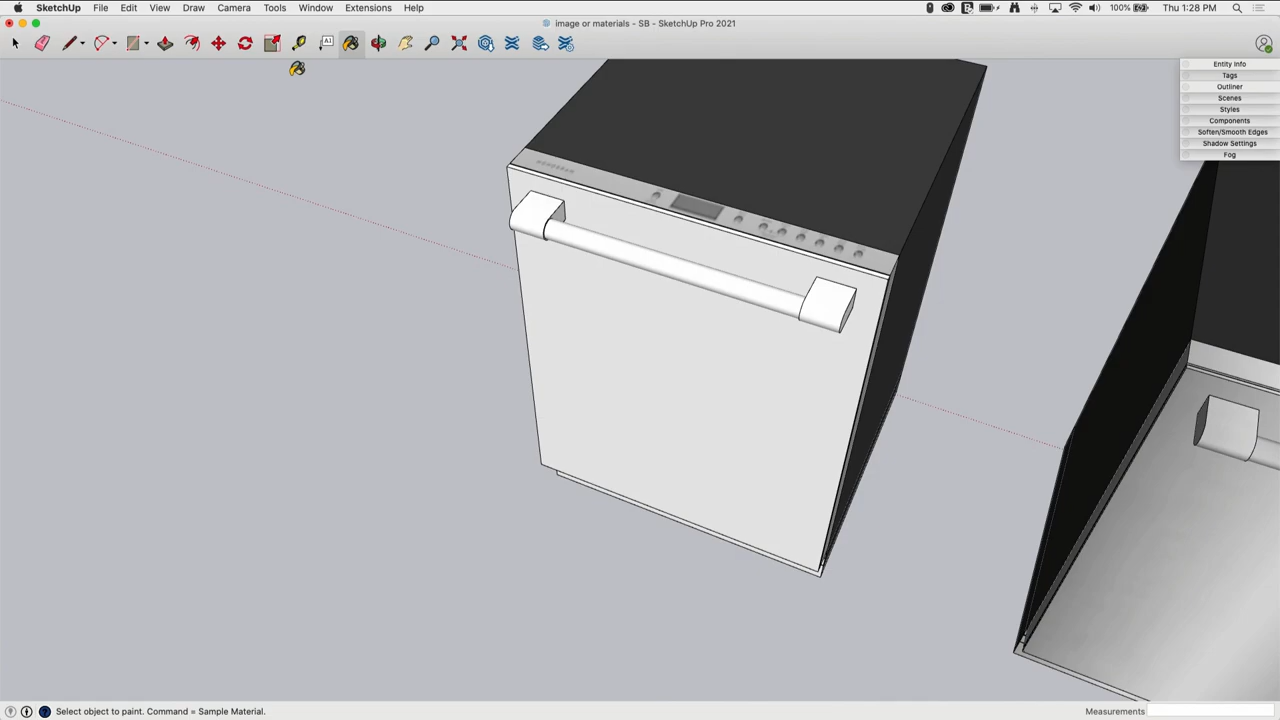 SketchUp File Edit View Draw Camera Tools Window Extensions Help
100% Thu 1:28 PM
image or materials - SB - SketchUp Pro 2021
A1
Entity Info
Tags
Outliner
Scenes
Styles
Components
Soften/Smooth Edges
Shadow Settings
Fog
Select object to paint. Command = Sample Material.
Measurements